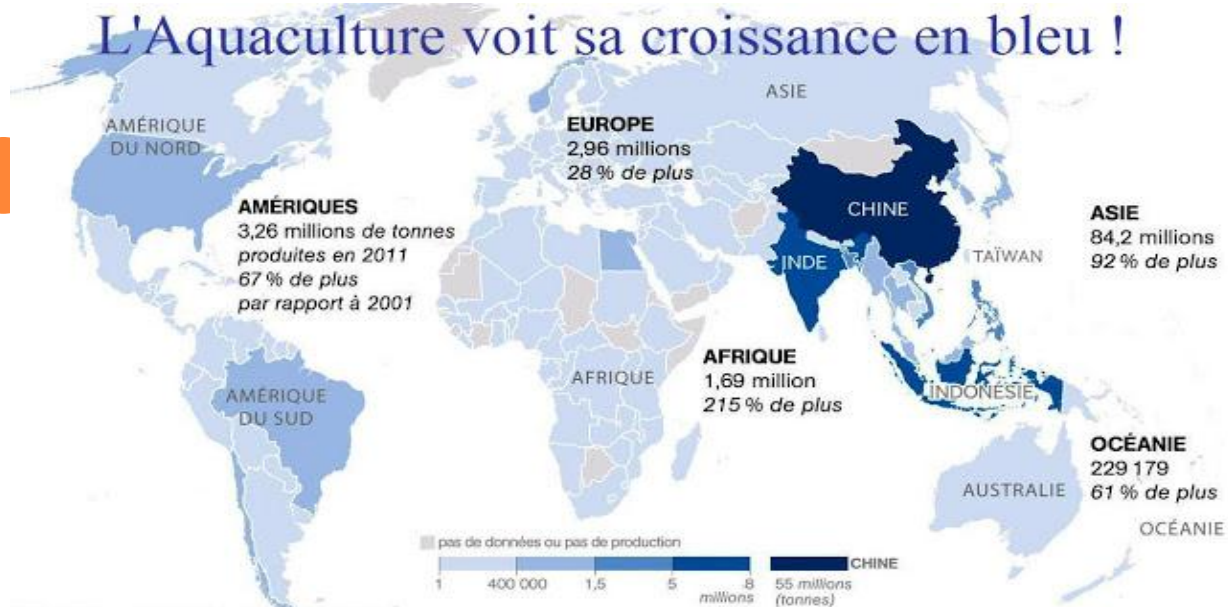 L'Aquaculture voit sa croissance en bleu !
AMÉRIQUE
DU NORD
ASIE
EUROPE
2,96 millions
28 % de plus
AMÉRIQUES
3,26 millions de tonnes
produites en 2011
67 % de plus
par rapport à 2001
CHINE
ASIE
84,2 millions
92 % de plus
TAÏWAN
INDE
AFRIQUE
AFRIQUE
1,69 million
215 % de plus
AMÉRIQUE
DU SUD
INDONÉSIE
OCÉANIE
229 179
61 % de plus
AUSTRALIE
OCÉANIE
pas de données ou pas de production
CHINE
1 400 000 1,5 5 8 55 millions
millions (tonnes)